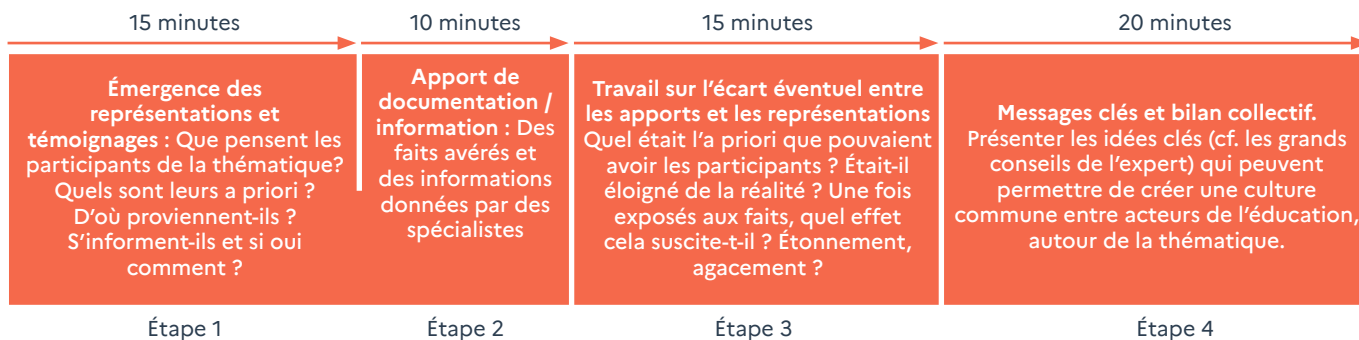 15 minutes
10 minutes
15 minutes
20 minutes
Émergence des
représentations et
témoignages : Que pensent les
participants de la thématique?
Quels sont leurs a priori ?
D’où proviennent-ils ?
S’informent-ils et si oui
comment ?
Apport de
documentation /
information : Des
faits avérés et
des informations
données par des
spécialistes
Travail sur l’écart éventuel entre
les apports et les représentations
Quel était l’a priori que pouvaient
avoir les participants ? Était-il
éloigné de la réalité ? Une fois
exposés aux faits, quel effet
cela suscite-t-il ? Étonnement,
agacement ?
Messages clés et bilan collectif.
Présenter les idées clés (cf. les grands
conseils de l’expert) qui peuvent
permettre de créer une culture
commune entre acteurs de l’éducation,
autour de la thématique.
Étape 1
Étape 2
Étape 3
Étape 4